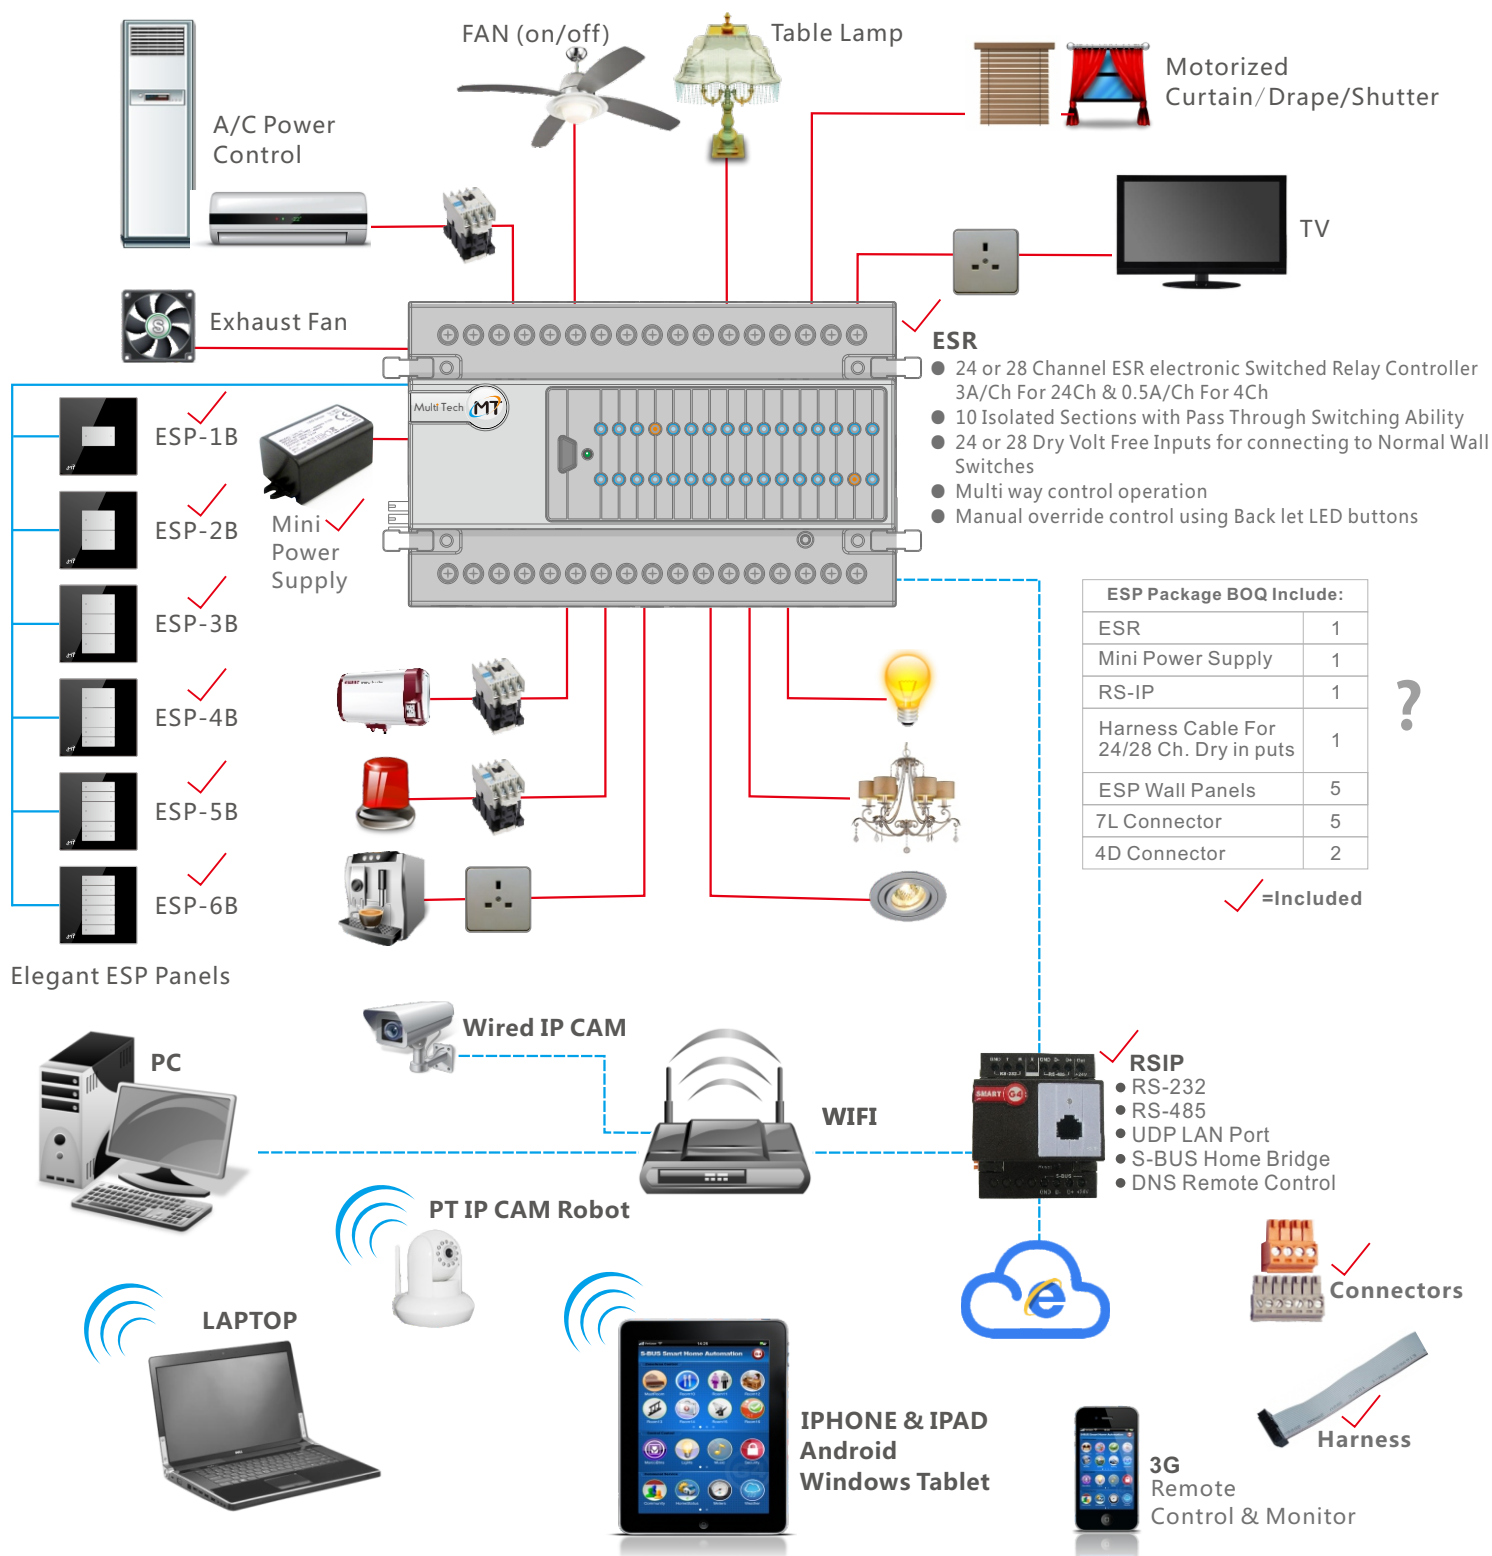 FAN (on/off)
Table Lamp
Motorized
Curtain/Drape/Shutter
A/C Power
Control
TV
Exhaust Fan
ESR
24 or 28 Channel ESR electronic Switched Relay Controller
3A/Ch For 24Ch & 0.5A/Ch For 4Ch
10 Isolated Sections with Pass Through Switching Ability
24 or 28 Dry Volt Free Inputs for connecting to Normal Wall
Switches
Multi way control operation
Manual override control using Back let LED buttons
Multi Tech MT
ESP-1B
ESP-2B
ESP-3B
ESP-4B
ESP-5B
ESP-6B
Mini
Power
Supply
Elegant ESP Panels
ESP Package BOQ Include:
ESR 1
Mini Power Supply 1
RS-IP 1
Harness Cable For
24/28 Ch. Dry in puts 1
ESP Wall Panels 5
7L Connector 5
4D Connector 2
?
=Included
Wired IP CAM
PC
WIFI
SMART G4
RSIP
RS-232
RS-485
UDP LAN Port
S-BUS Home Bridge
DNS Remote Control
PT IP CAM Robot
LAPTOP
S-BUS Smart Home Automation
IPHONE & IPAD
Android
Windows Tablet
Connectors
Harness
3G
Remote
Control & Monitor